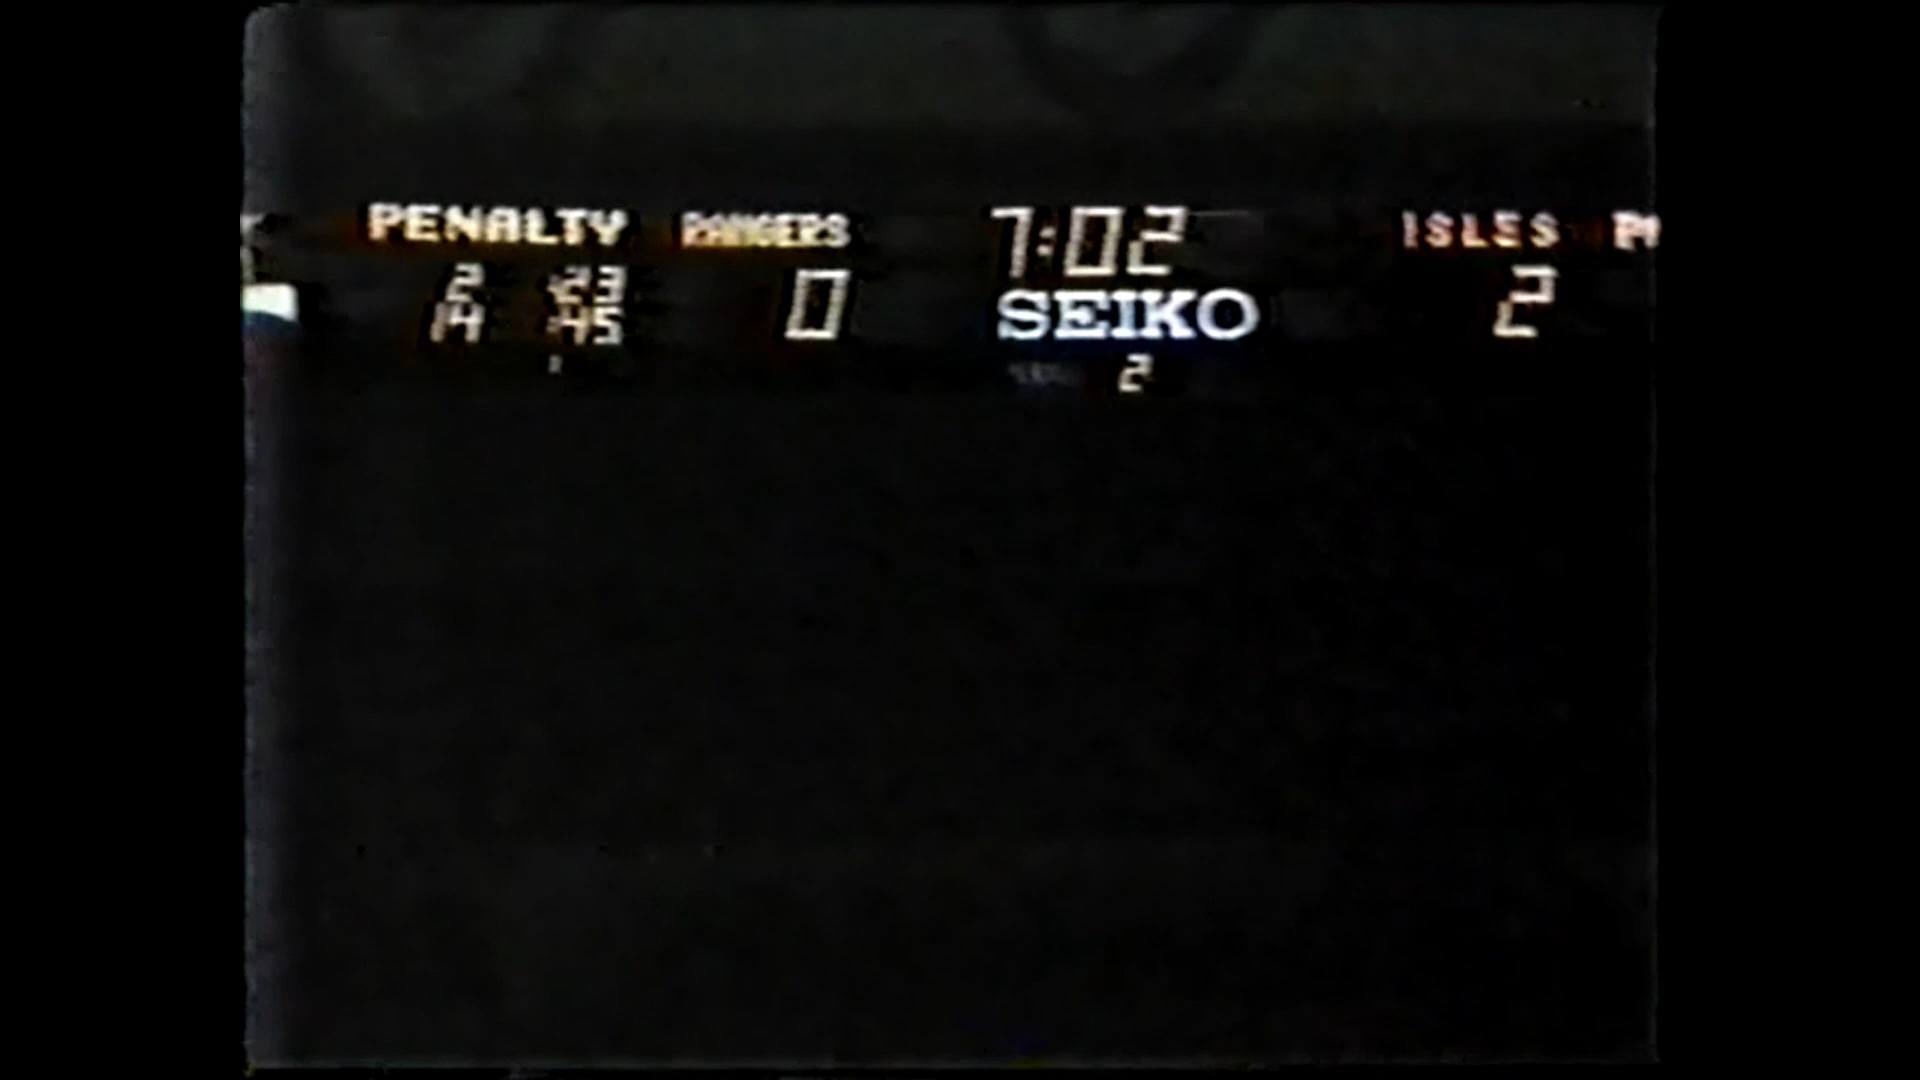 PENALTY RANGERS 7:02 ISLES
2 :23 0 2
14 :45 SEIKO
2